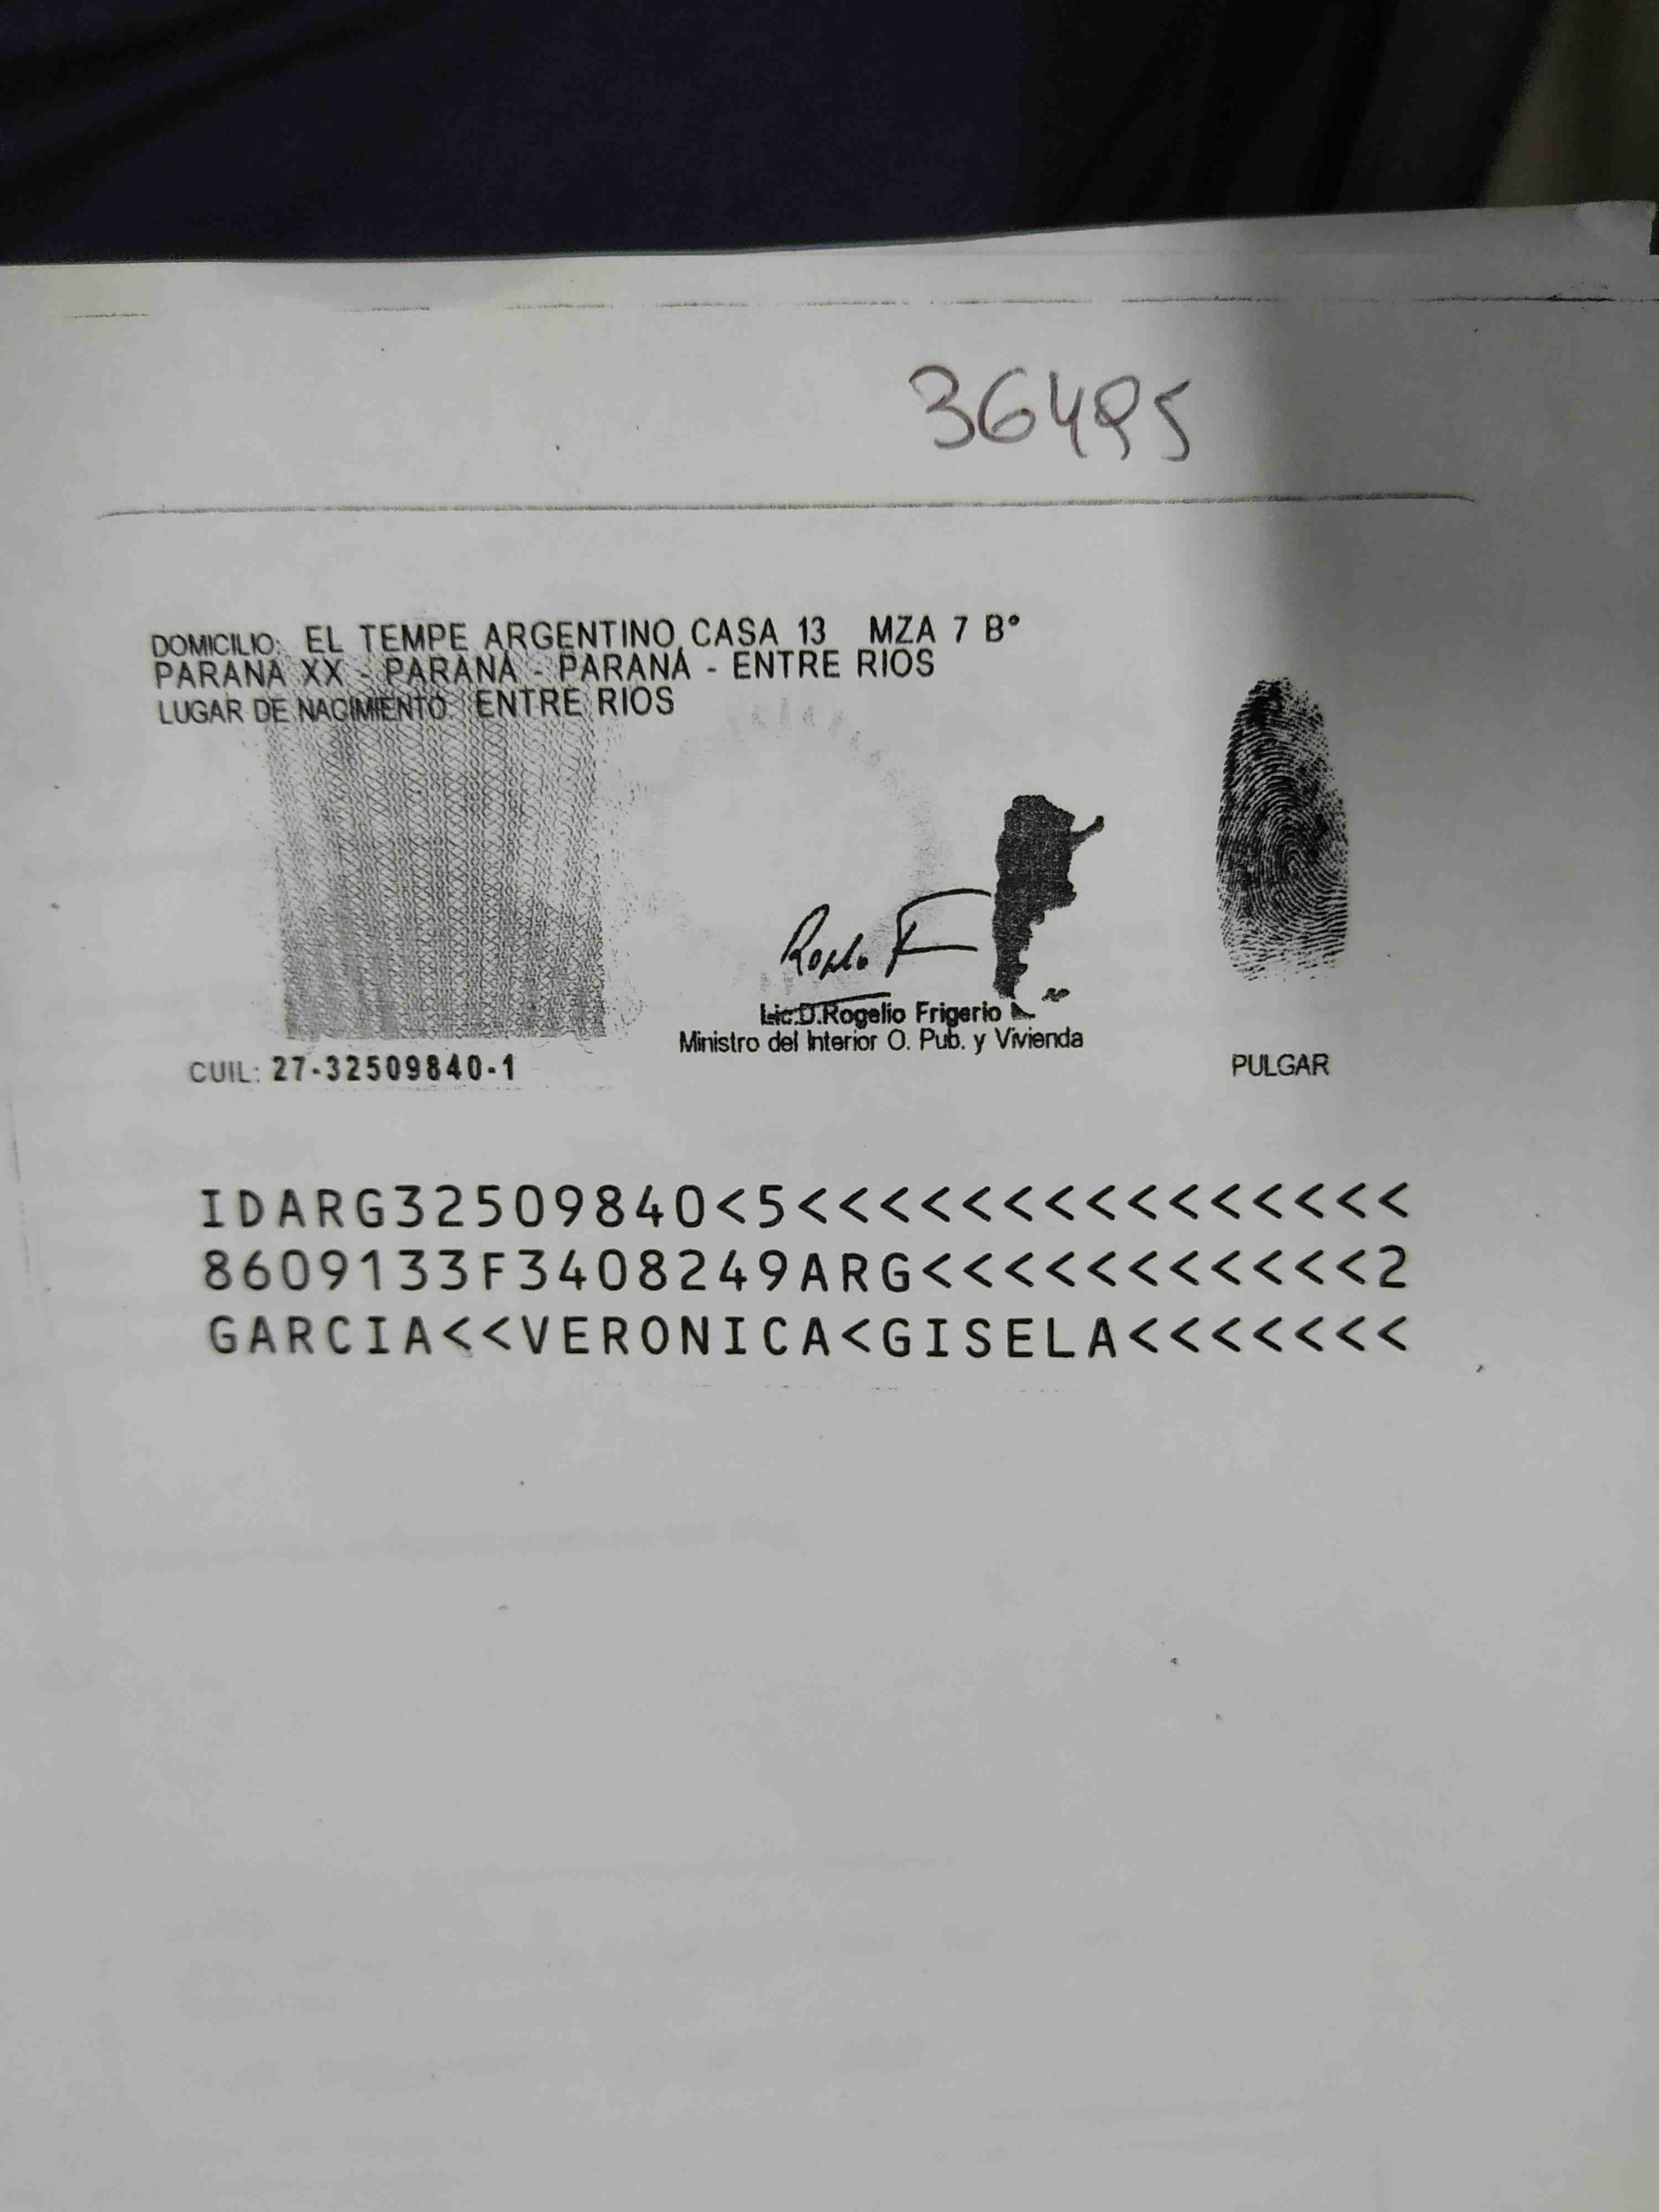 36495
DOMICILIO: EL TEMPE ARGENTINO CASA 13 MZA 7 B°
PARANA XX - PARANÁ - PARANÁ - ENTRE RIOS
LUGAR DE NACIMIENTO: ENTRE RIOS
Lic.D.Rogelio Frigerio
Ministro del Interior O. Pub. y Vivienda
CUIL: 27-32509840-1
PULGAR
IDARG32509840<5<<<<<<<<<<<<<<<
8609133F3408249ARG<<<<<<<<<<<2
GARCIA<<VERONICA<GISELA<<<<<<<